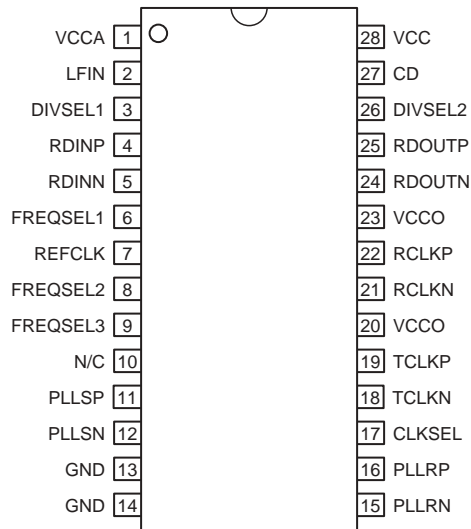 VCCA 1 28 VCC
LFIN 2 27 CD
DIVSEL1 3 26 DIVSEL2
RDINP 4 25 RDOUTP
RDINN 5 24 RDOUTN
FREQSEL1 6 23 VCCO
REFCLK 7 22 RCLKP
FREQSEL2 8 21 RCLKN
FREQSEL3 9 20 VCCO
N/C 10 19 TCLKP
PLLSP 11 18 TCLKN
PLLSN 12 17 CLKSEL
GND 13 16 PLLRP
GND 14 15 PLLRN